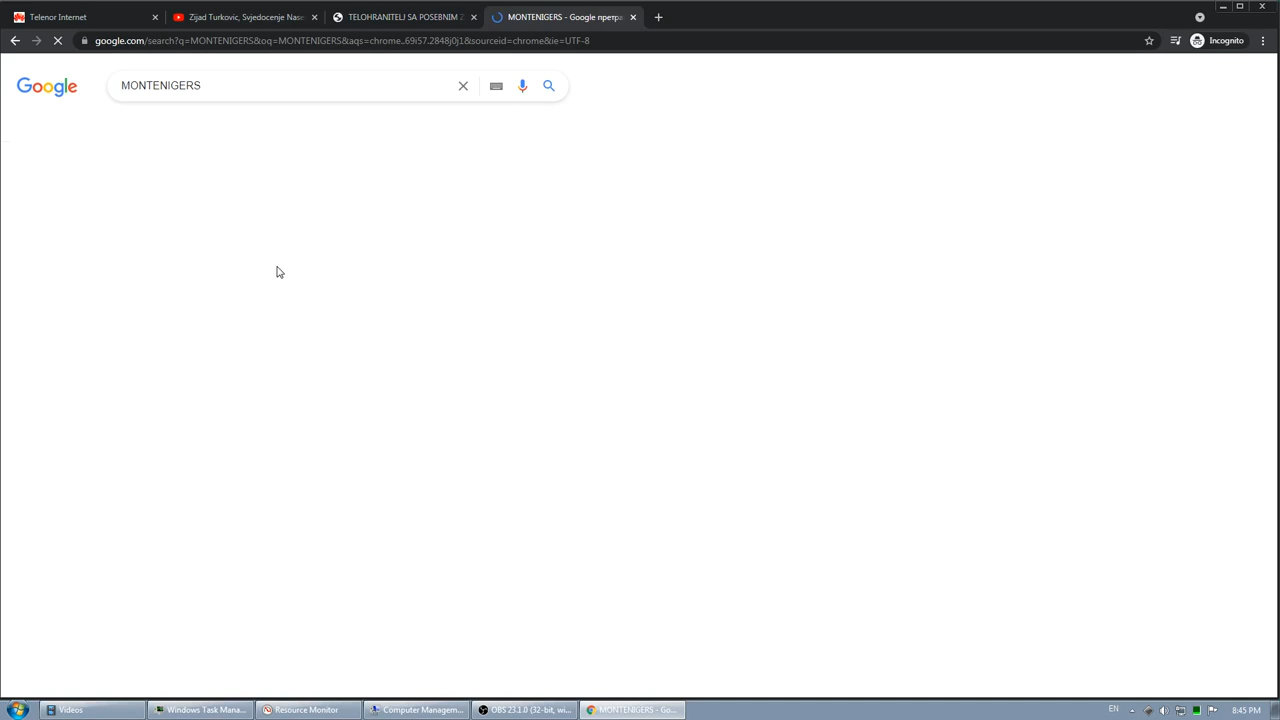 Telenor Internet
Zijad Turkovic, Svjedocenje Nase
TELOHRANITELJ SA POSEBNIM Z
MONTENIGERS - Google претра
google.com/search?q=MONTENIGERS&oq=MONTENIGERS&aqs=chrome..69i57.2848j0j1&sourceid=chrome&ie=UTF-8
Incognito
Google
MONTENIGERS
Videos
Windows Task Mana...
Resource Monitor
Computer Managem...
OBS 23.1.0 (32-bit, wi...
MONTENIGERS - Go...
EN
8:45 PM